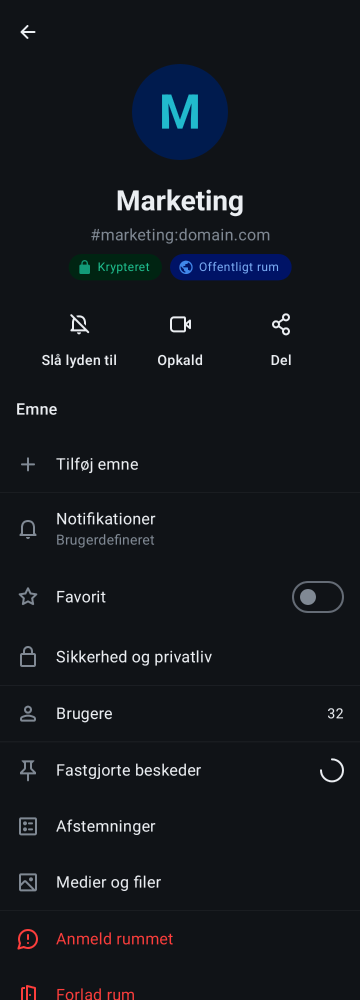 M
Marketing
#marketing:domain.com
Krypteret
Offentligt rum
Slå lyden til
Opkald
Del
Emne
Tilføj emne
Notifikationer
Brugerdefineret
Favorit
Sikkerhed og privatliv
Brugere
32
Fastgjorte beskeder
Afstemninger
Medier og filer
Anmeld rummet
Forlad rum